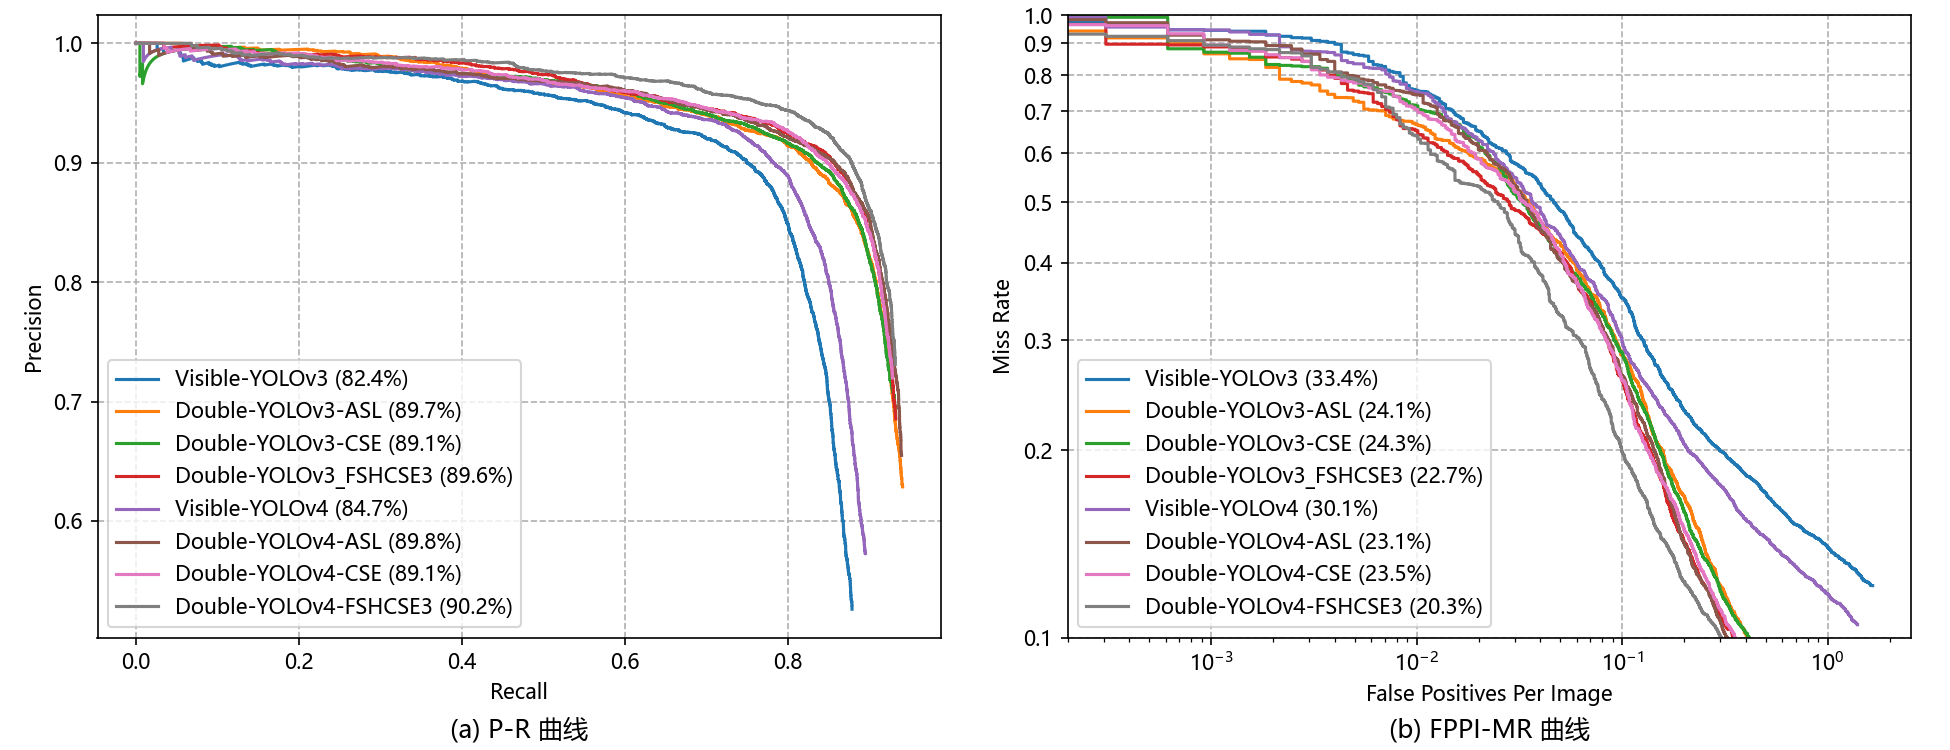 1.0
0.9
0.8
0.7
0.6
Precision
Visible-YOLOv3 (82.4%)
Double-YOLOv3-ASL (89.7%)
Double-YOLOv3-CSE (89.1%)
Double-YOLOv3_FSHCSE3 (89.6%)
Visible-YOLOv4 (84.7%)
Double-YOLOv4-ASL (89.8%)
Double-YOLOv4-CSE (89.1%)
Double-YOLOv4-FSHCSE3 (90.2%)
0.0 0.2 0.4 0.6 0.8
Recall
(a) P-R 曲线
1.0
0.9
0.8
0.7
0.6
0.5
0.4
0.3
0.2
0.1
Miss Rate
Visible-YOLOv3 (33.4%)
Double-YOLOv3-ASL (24.1%)
Double-YOLOv3-CSE (24.3%)
Double-YOLOv3_FSHCSE3 (22.7%)
Visible-YOLOv4 (30.1%)
Double-YOLOv4-ASL (23.1%)
Double-YOLOv4-CSE (23.5%)
Double-YOLOv4-FSHCSE3 (20.3%)
10⁻³ 10⁻² 10⁻¹ 10⁰
False Positives Per Image
(b) FPPI-MR 曲线